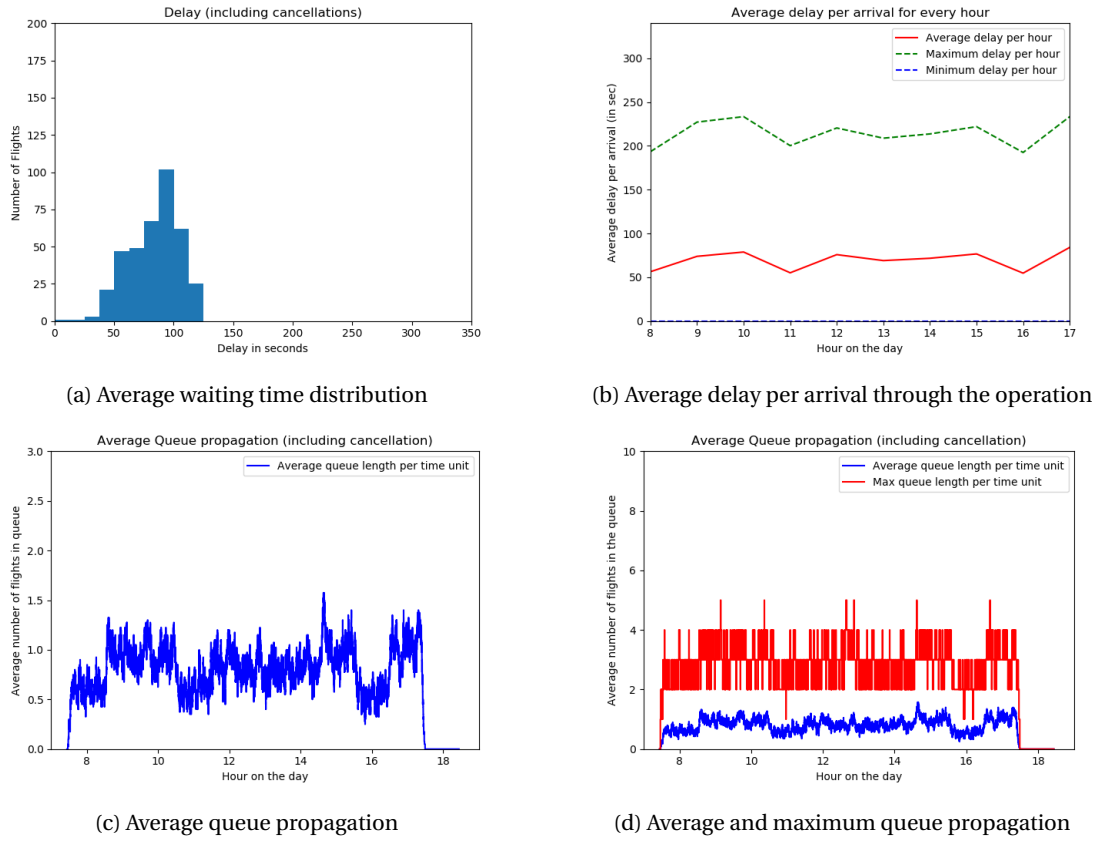 Delay (including cancellations)
200
175
150
125
100
75
50
25
0
Number of Flights
0 50 100 150 200 250 300 350
Delay in seconds
(a) Average waiting time distribution
Average delay per arrival for every hour
Average delay per hour
Maximum delay per hour
Minimum delay per hour
300
250
200
150
100
50
0
Average delay per arrival (in sec)
8 9 10 11 12 13 14 15 16 17
Hour on the day
(b) Average delay per arrival through the operation
Average Queue propagation (including cancellation)
Average queue length per time unit
3.0
2.5
2.0
1.5
1.0
0.5
0.0
Average number of flights in queue
8 10 12 14 16 18
Hour on the day
(c) Average queue propagation
Average Queue propagation (including cancellation)
Average queue length per time unit
Max queue length per time unit
10
8
6
4
2
0
Average number of flights in the queue
8 10 12 14 16 18
Hour on the day
(d) Average and maximum queue propagation